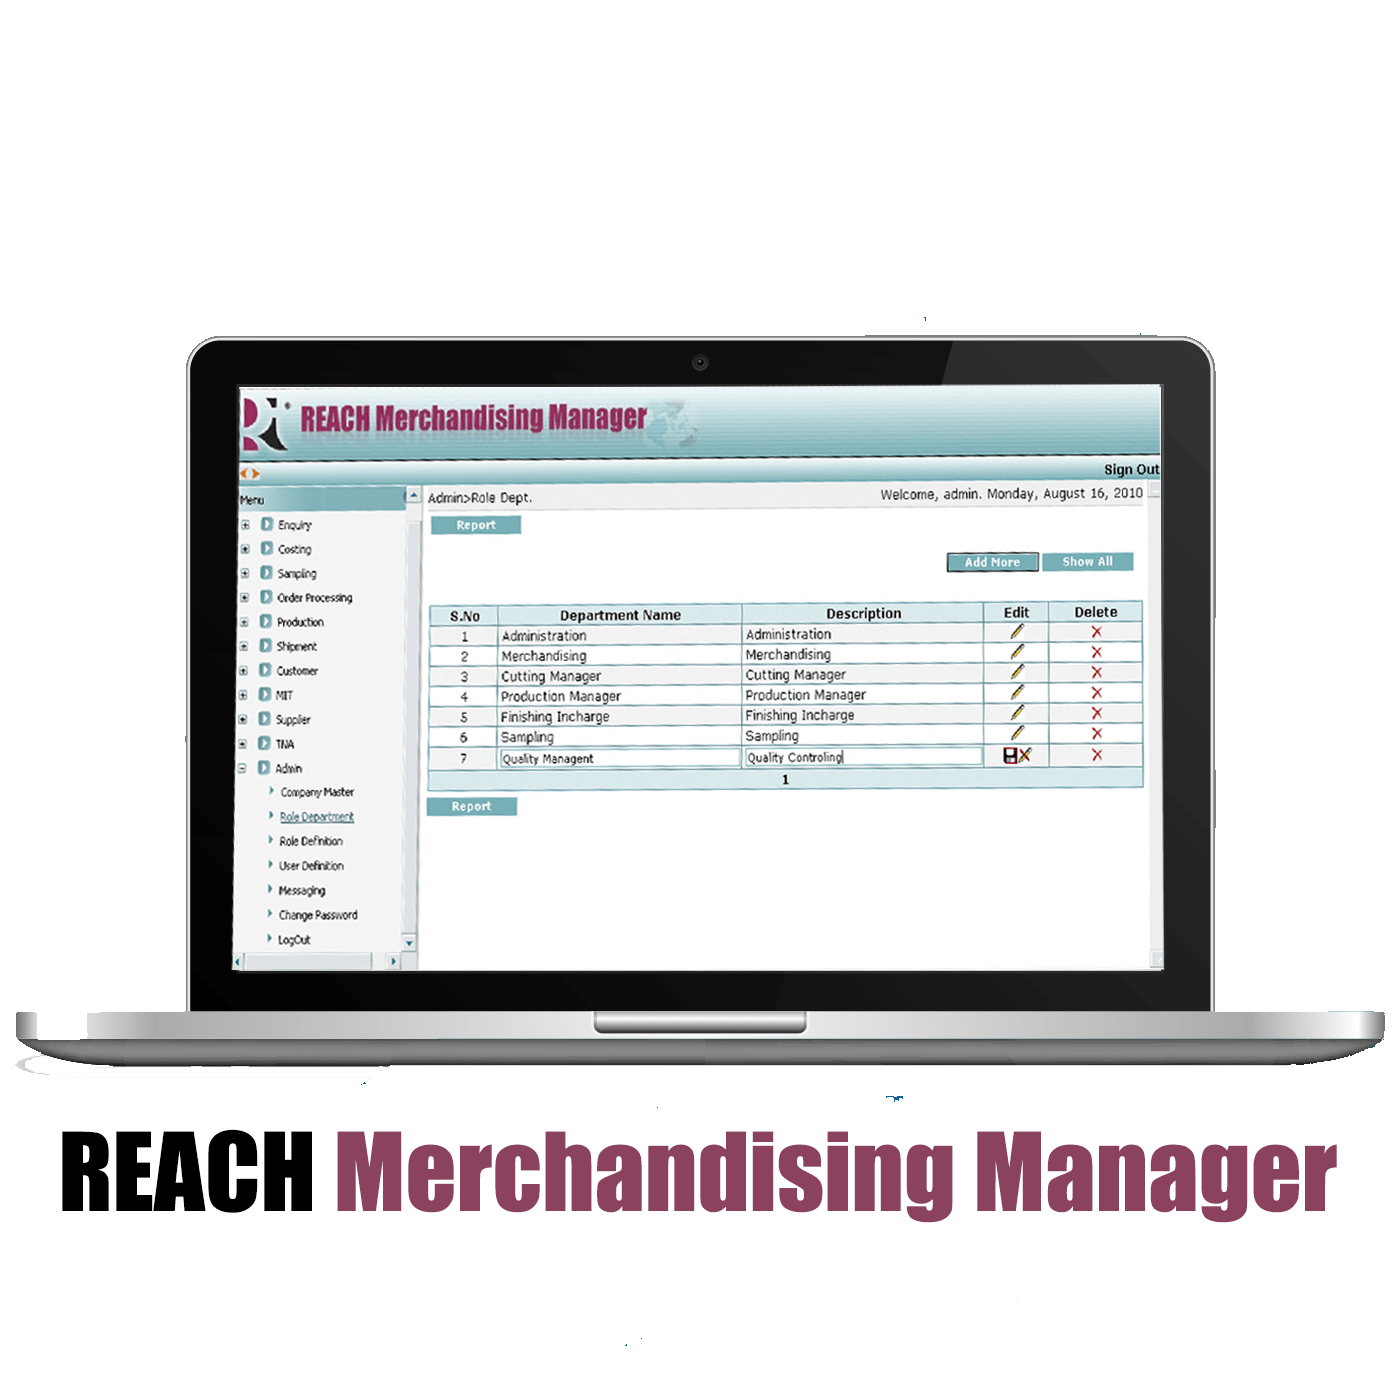 R ® REACH Merchandising Manager
Sign Out
Menu
Admin>Role Dept.
Welcome, admin. Monday, August 16, 2010
Report
Add More
Show All
Enquiry
Costing
Sampling
Order Processing
Production
Shipment
Customer
MIT
Supplier
TNA
Admin
Company Master
Role Department
Role Definition
User Definition
Messaging
Change Password
LogOut
S.No Department Name Description Edit Delete
1 Administration Administration
2 Merchandising Merchandising
3 Cutting Manager Cutting Manager
4 Production Manager Production Manager
5 Finishing Incharge Finishing Incharge
6 Sampling Sampling
7 Quality Managent Quality Controling
1
Report
REACH Merchandising Manager